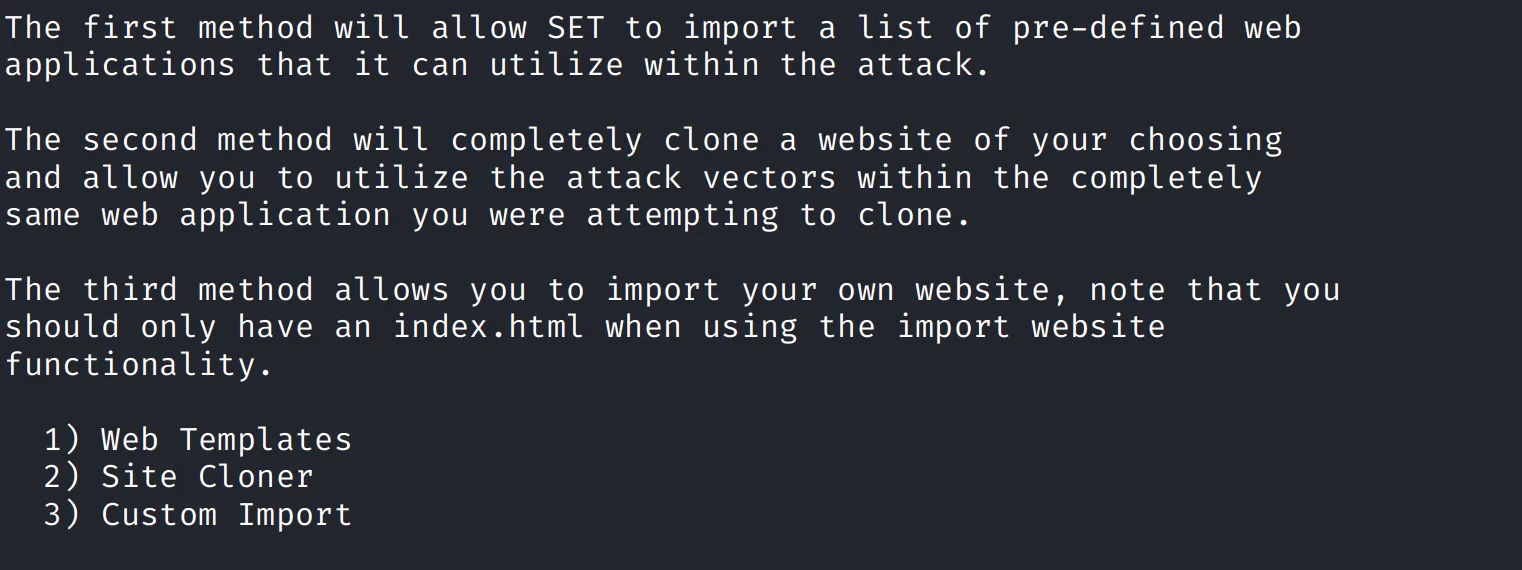 The first method will allow SET to import a list of pre-defined web
applications that it can utilize within the attack.
The second method will completely clone a website of your choosing
and allow you to utilize the attack vectors within the completely
same web application you were attempting to clone.
The third method allows you to import your own website, note that you
should only have an index.html when using the import website
functionality.
1) Web Templates
2) Site Cloner
3) Custom Import